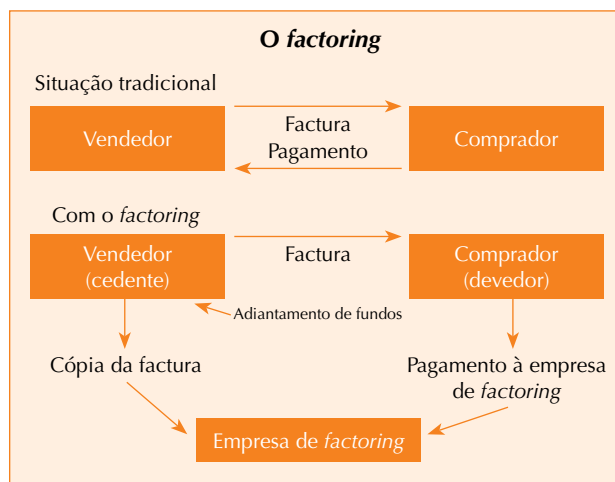 O factoring
Situação tradicional
Vendedor
Factura
Pagamento
Comprador
Com o factoring
Vendedor
(cedente)
Factura
Comprador
(devedor)
Adiantamento de fundos
Cópia da factura
Pagamento à empresa
de factoring
Empresa de factoring